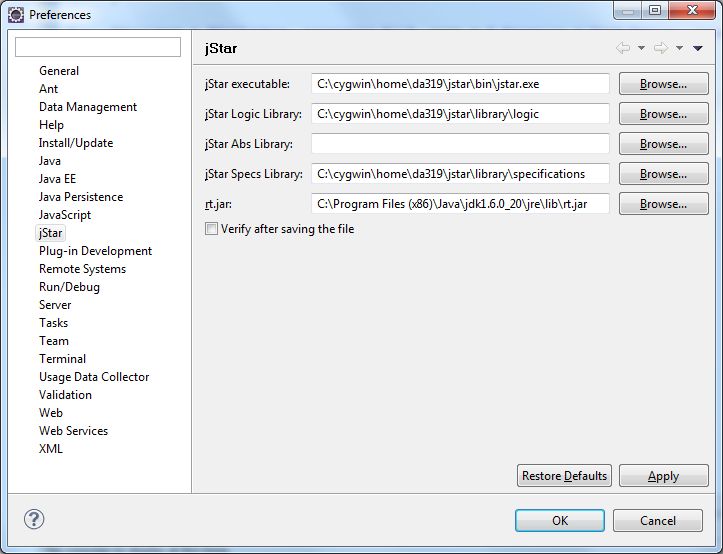 Preferences
jStar
General
Ant
Data Management
Help
Install/Update
Java
Java EE
Java Persistence
JavaScript
jStar
Plug-in Development
Remote Systems
Run/Debug
Server
Tasks
Team
Terminal
Usage Data Collector
Validation
Web
Web Services
XML
jStar executable: C:\cygwin\home\da319\jstar\bin\jstar.exe Browse...
jStar Logic Library: C:\cygwin\home\da319\jstar\library\logic Browse...
jStar Abs Library: Browse...
jStar Specs Library: C:\cygwin\home\da319\jstar\library\specifications Browse...
rt.jar: C:\Program Files (x86)\Java\jdk1.6.0_20\jre\lib\rt.jar Browse...
Verify after saving the file
Restore Defaults Apply
? OK Cancel